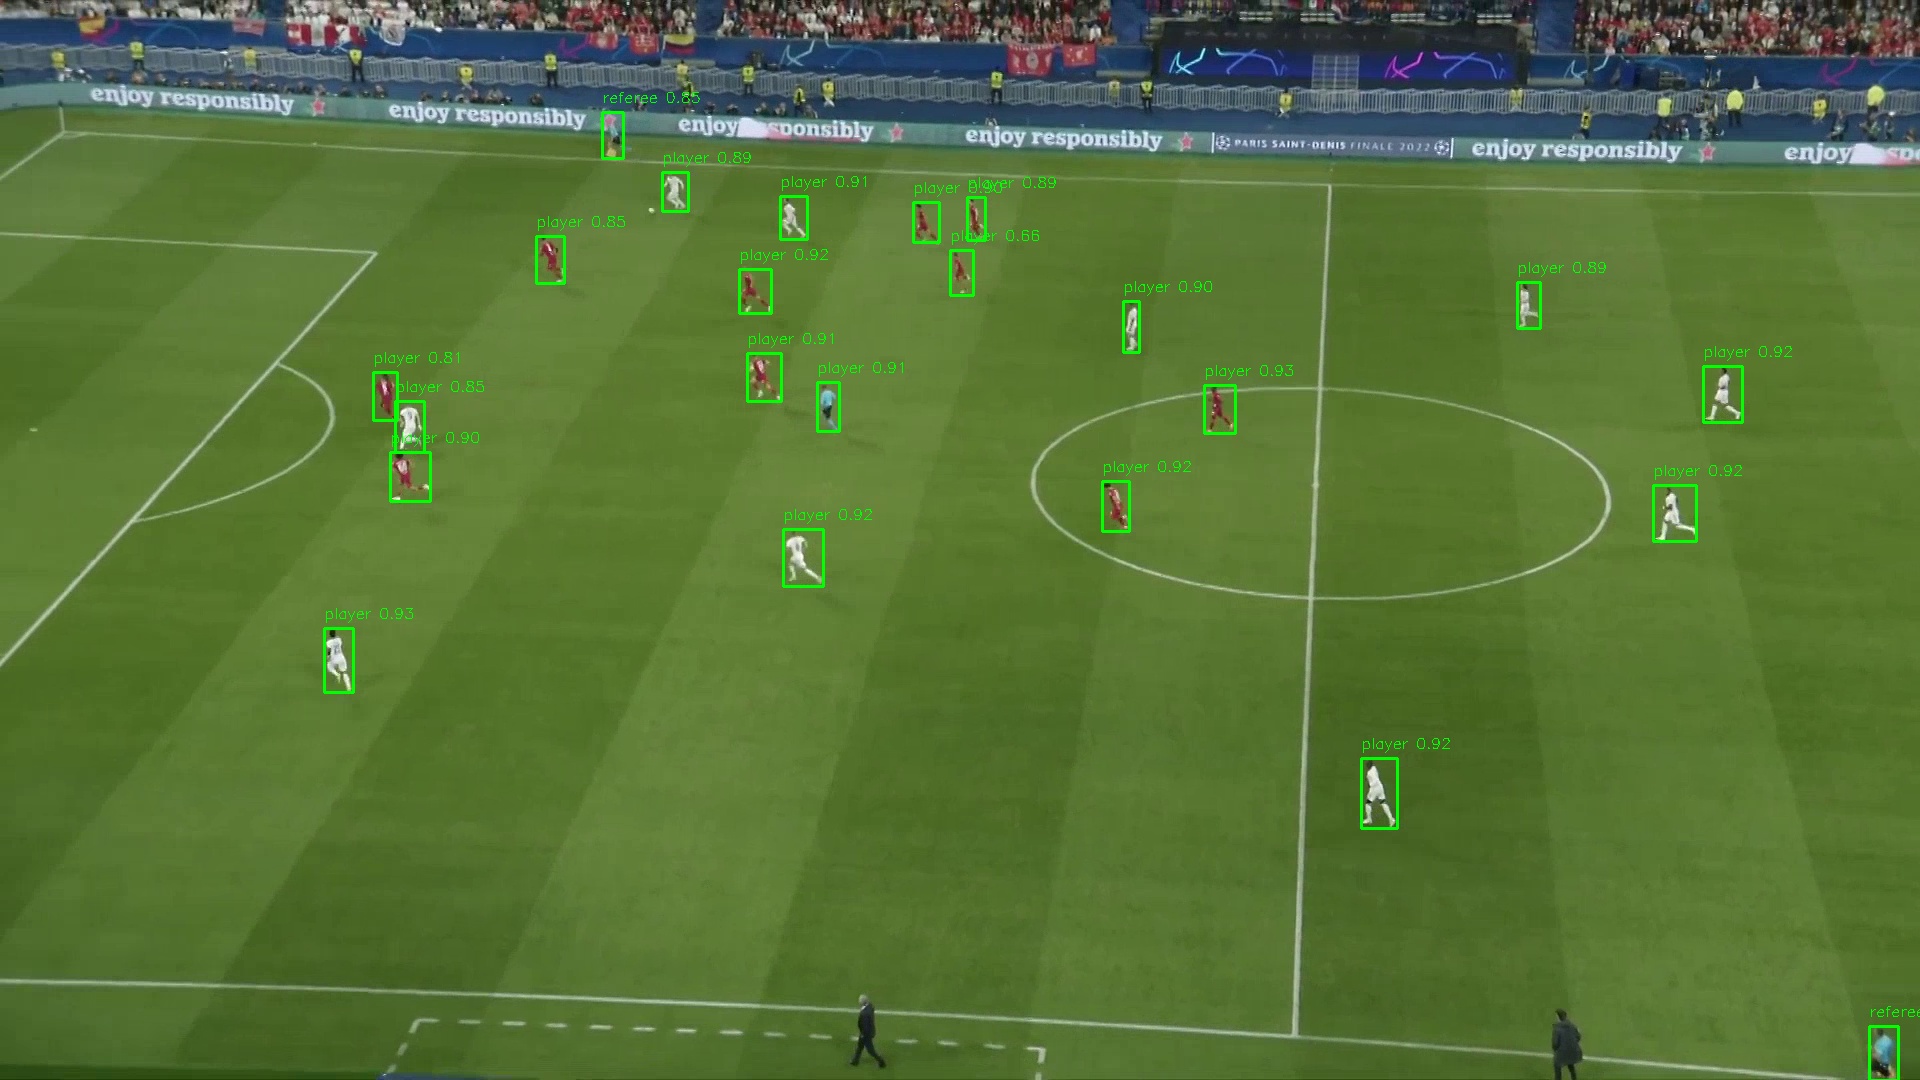 enjoy responsibly
enjoy responsibly
enjoy sponsibly
enjoy responsibly
PARIS SAINT-DENIS FINALE 2022
enjoy responsibly
enjoy
referee 0.85
player 0.89
player 0.91
player 0.90
player 0.89
player 0.85
player 0.66
player 0.92
player 0.89
player 0.90
player 0.91
player 0.92
player 0.81
player 0.91
player 0.93
player 0.85
player 0.90
player 0.92
player 0.92
player 0.92
player 0.93
player 0.92
referee